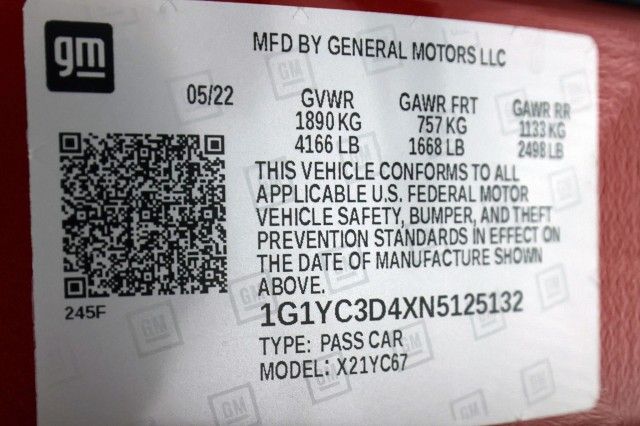 gm
MFD BY GENERAL MOTORS LLC
05/22 GVWR GAWR FRT GAWR RR
1890 KG 757 KG 1133 KG
4166 LB 1668 LB 2498 LB
THIS VEHICLE CONFORMS TO ALL
APPLICABLE U.S. FEDERAL MOTOR
VEHICLE SAFETY, BUMPER, AND THEFT
PREVENTION STANDARDS IN EFFECT ON
THE DATE OF MANUFACTURE SHOWN
ABOVE.
245F
1G1YC3D4XN5125132
TYPE: PASS CAR
MODEL: X21YC67